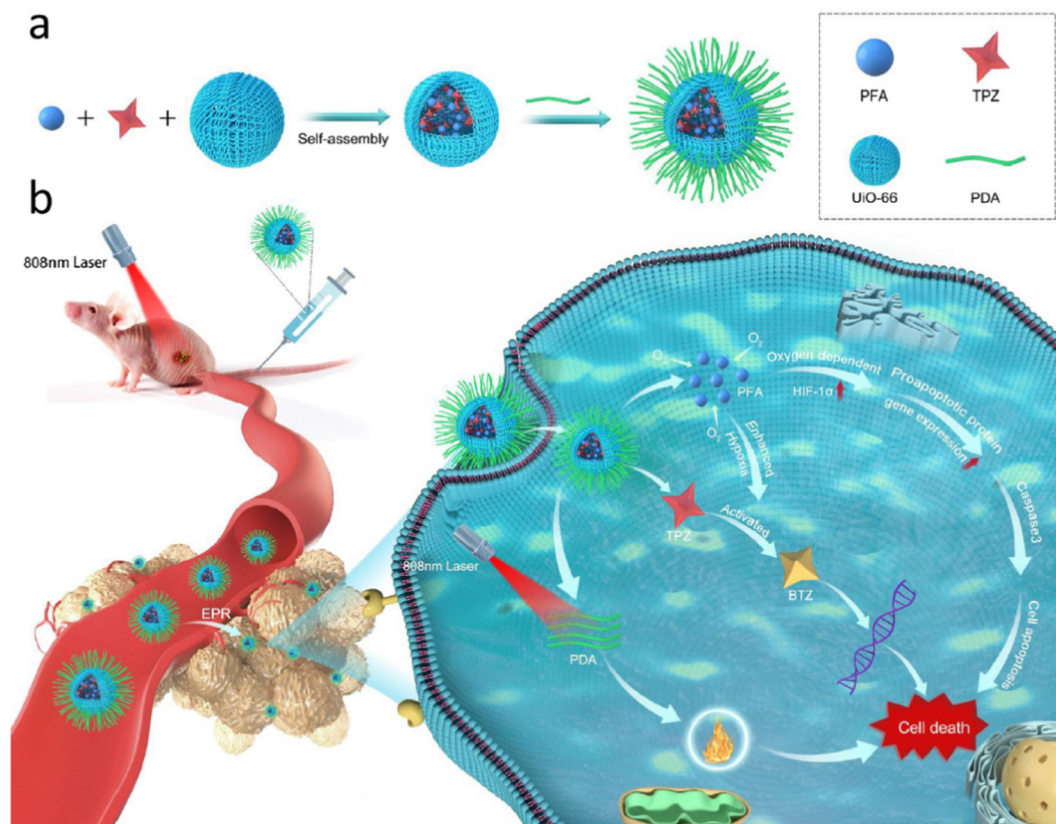 a
Self-assembly
PFA
TPZ
UiO-66
PDA
b
808nm Laser
EPR
808nm Laser
O₂
O₂
O₂
PFA
Oxygen dependent
HIF-1α
Proapoptotic protein
gene expression
Enhanced
Hypoxia
TPZ
Activated
BTZ
Caspase3
Cell apooptosis
PDA
Cell death